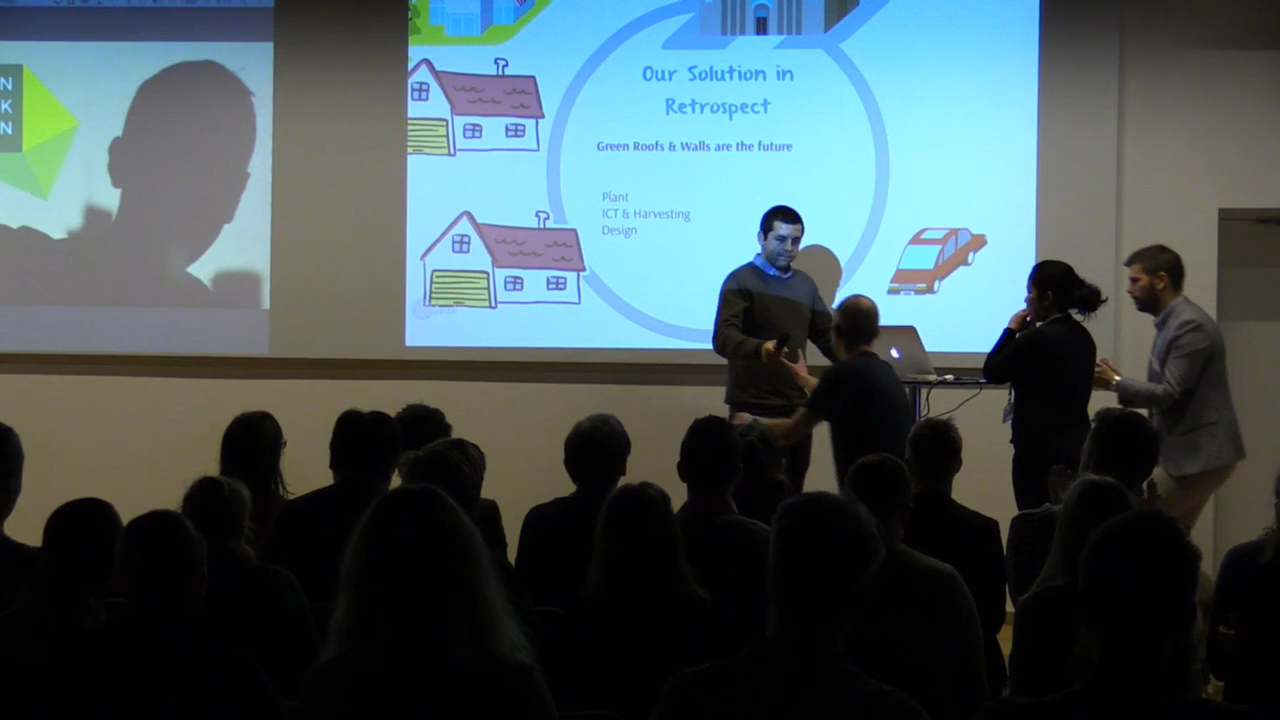 N
K
N
Our Solution in
Retrospect
Green Roofs & Walls are the future
Plant
ICT & Harvesting
Design